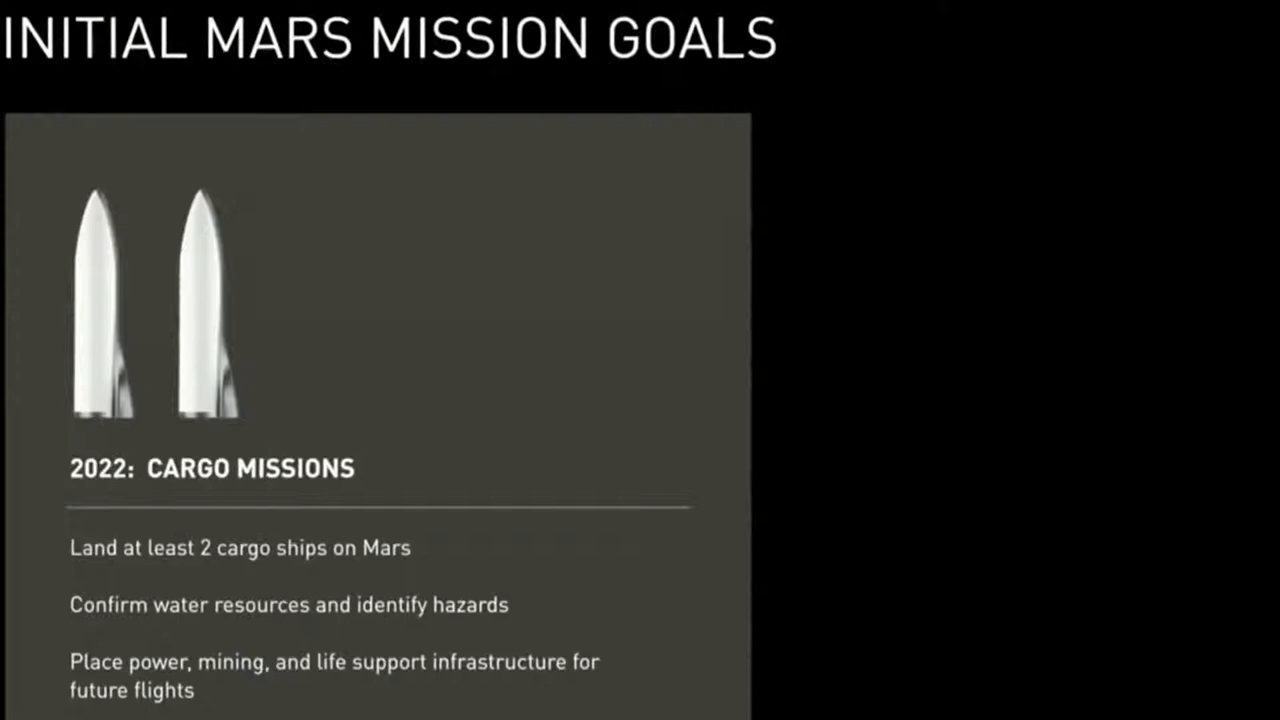 INITIAL MARS MISSION GOALS
2022: CARGO MISSIONS
Land at least 2 cargo ships on Mars
Confirm water resources and identify hazards
Place power, mining, and life support infrastructure for
future flights